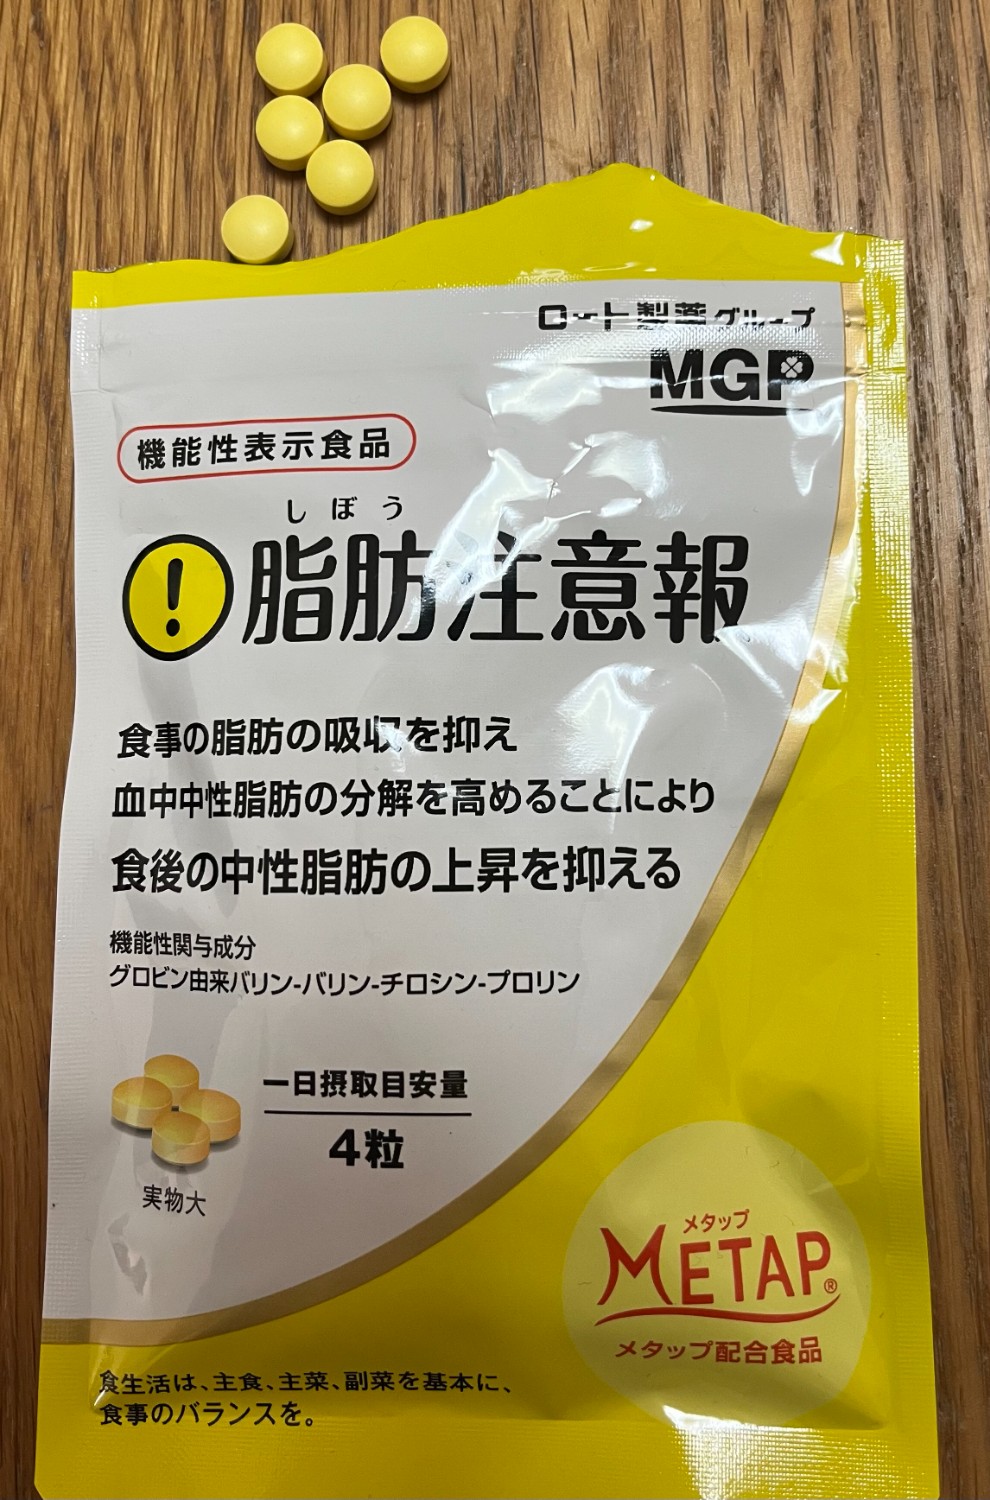 ロート製薬グループ
MGP
機能性表示食品
しぼう
!脂肪注意報
食事の脂肪の吸収を抑え
血中中性脂肪の分解を高めることにより
食後の中性脂肪の上昇を抑える
機能性関与成分
グロビン由来バリン-バリン-チロシン-プロリン
一日摂取目安量
4粒
実物大
メタップ
METAP®
メタップ配合食品
食生活は、主食、主菜、副菜を基本に、
食事のバランスを。